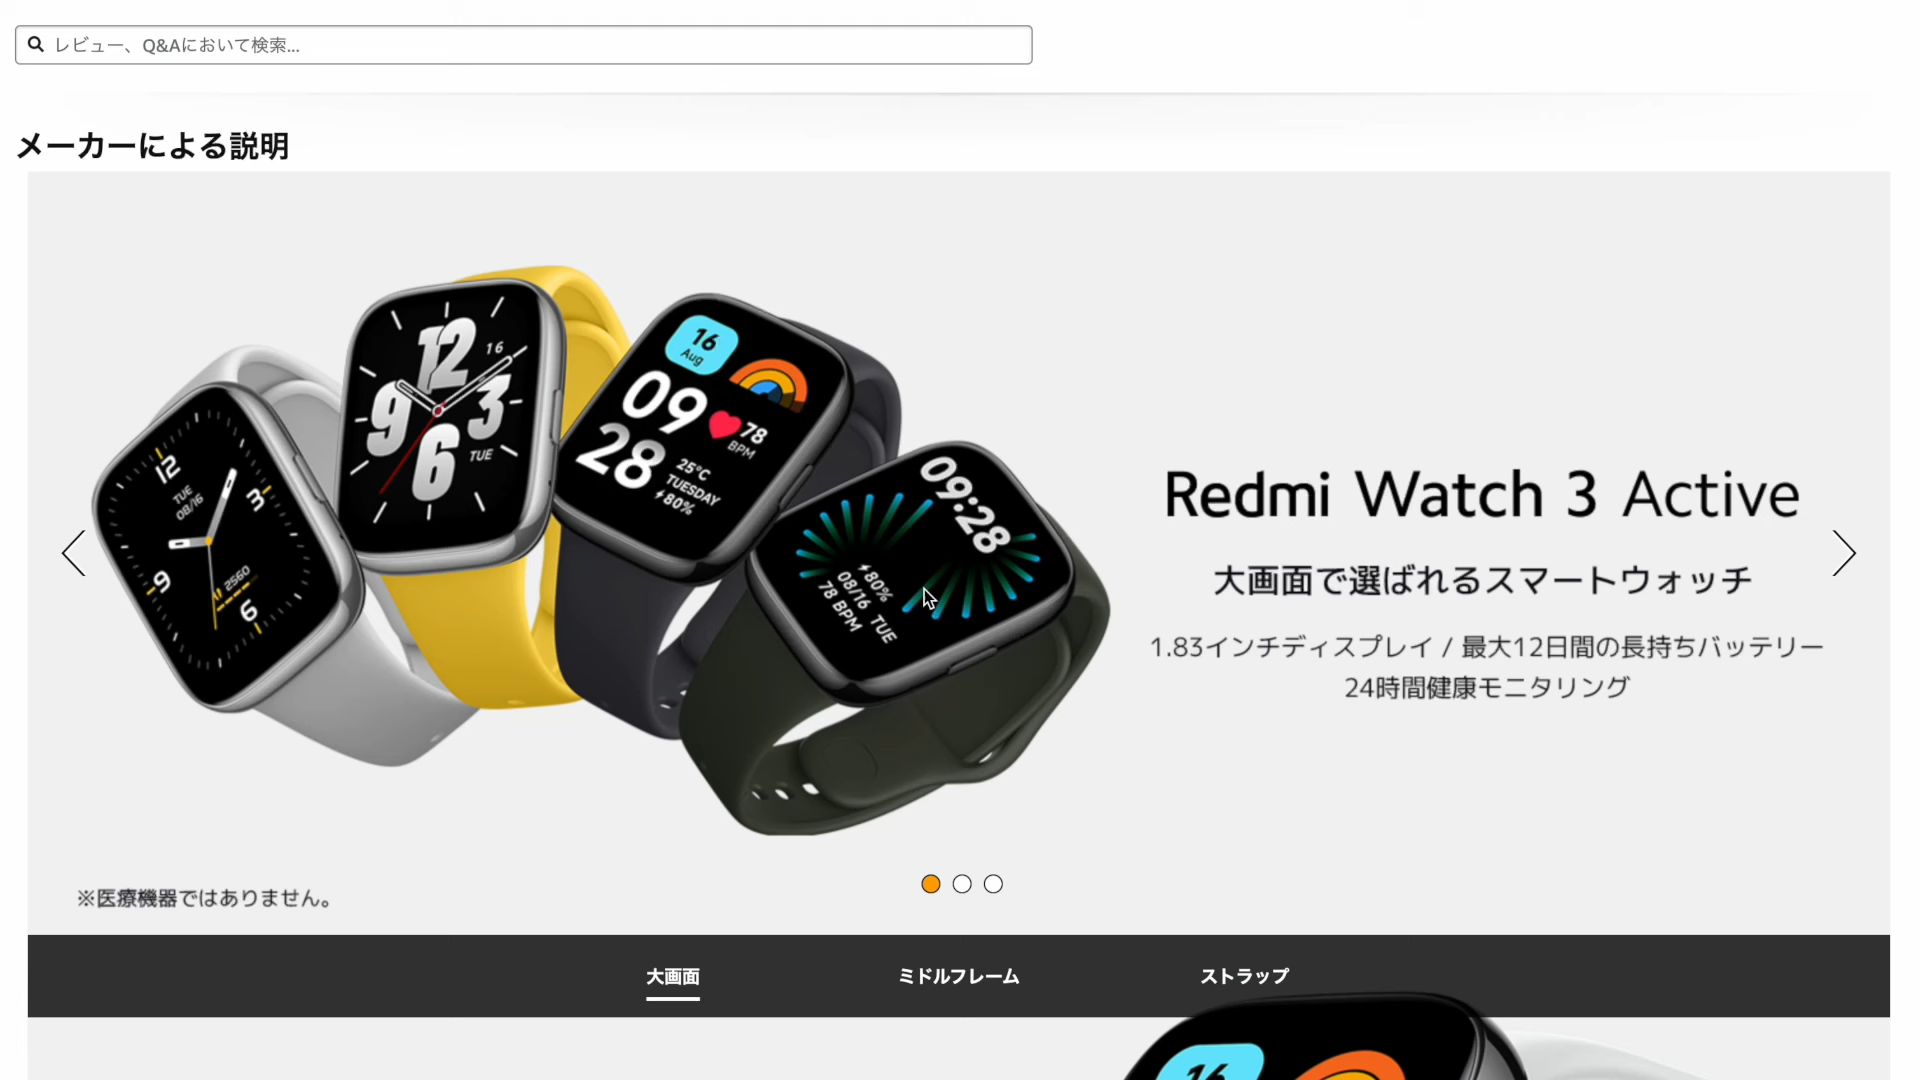 レビュー、Q&Aにおいて検索...
メーカーによる説明
12
TUE
08/16
3
9
2560
6
12
16
9
3
6
TUE
16
Aug
09
28
78
BPM
25°C
TUESDAY
80%
09:28
80%
08/16 TUE
78 BPM
Redmi Watch 3 Active
大画面で選ばれるスマートウォッチ
1.83インチディスプレイ / 最大12日間の長持ちバッテリー
24時間健康モニタリング
※医療機器ではありません。
大画面
ミドルフレーム
ストラップ
16